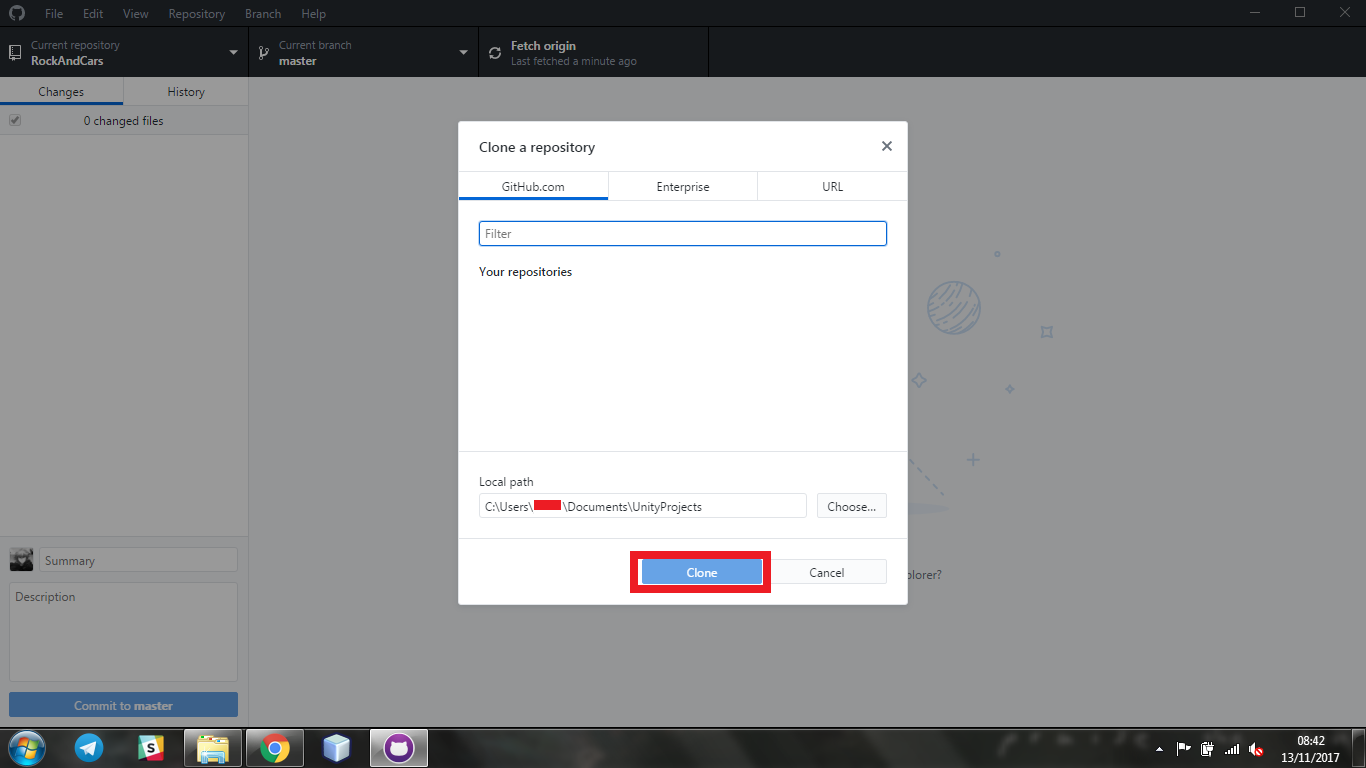 File Edit View Repository Branch Help
Current repository
RockAndCars
Current branch
master
Fetch origin
Last fetched a minute ago
Changes History
0 changed files
Clone a repository
GitHub.com Enterprise URL
Filter
Your repositories
Local path
C:\Users\ \Documents\UnityProjects
Choose...
Clone Cancel
plorer?
Summary
Description
Commit to master
08:42
13/11/2017